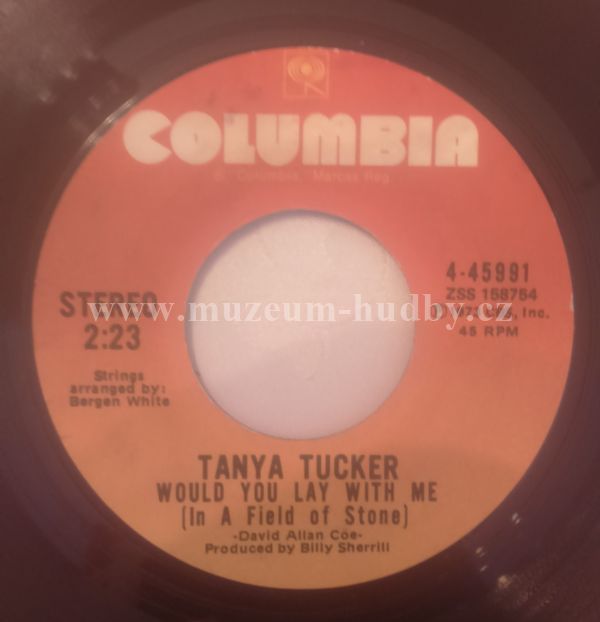 COLUMBIA
® "Columbia," Marcas Reg.
4-45991
ZSS 158754
STEREO
www.muzeum-hudby.cz
Inc.
2:23
45 RPM
Strings
arranged by:
Bergen White
TANYA TUCKER
WOULD YOU LAY WITH ME
(In A Field of Stone)
-David Allan Coe-
Produced by Billy Sherrill